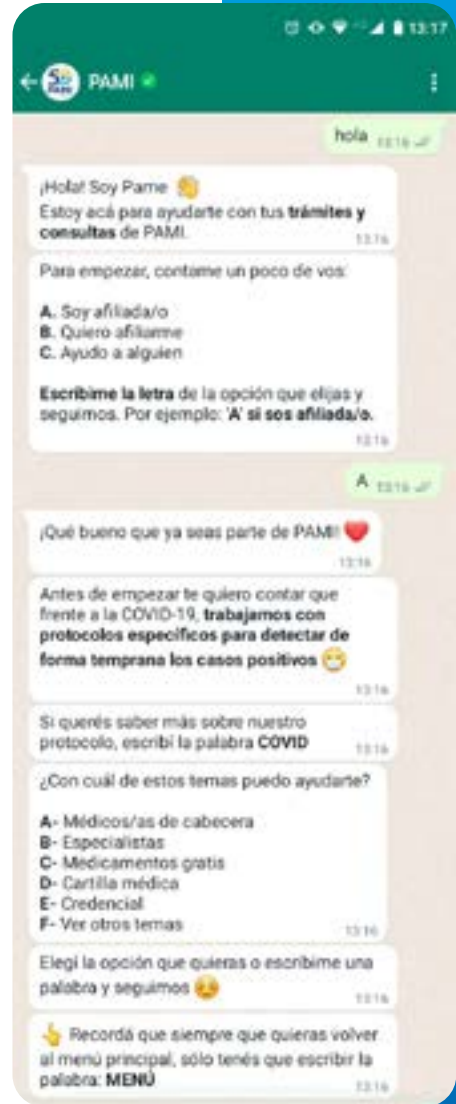 13:17
PAMI
hola 13:16
¡Hola! Soy Pame
Estoy acá para ayudarte con tus trámites y
consultas de PAMI.
13:16
Para empezar, contame un poco de vos:
A. Soy afiliada/o
B. Quiero afiliarme
C. Ayudo a alguien
Escribime la letra de la opción que elijas y
seguimos. Por ejemplo: 'A' si sos afiliada/o.
13:16
A 13:16
¡Qué bueno que ya seas parte de PAMI!
13:16
Antes de empezar te quiero contar que
frente a la COVID-19, trabajamos con
protocolos específicos para detectar de
forma temprana los casos positivos
13:16
Si querés saber más sobre nuestro
protocolo, escribí la palabra COVID
13:16
¿Con cuál de estos temas puedo ayudarte?
A- Médicos/as de cabecera
B- Especialistas
C- Medicamentos gratis
D- Cartilla médica
E- Credencial
F- Ver otros temas
13:16
Elegí la opción que quieras o escribime una
palabra y seguimos
13:16
Recordá que siempre que quieras volver
al menú principal, sólo tenés que escribir la
palabra: MENÚ
13:16